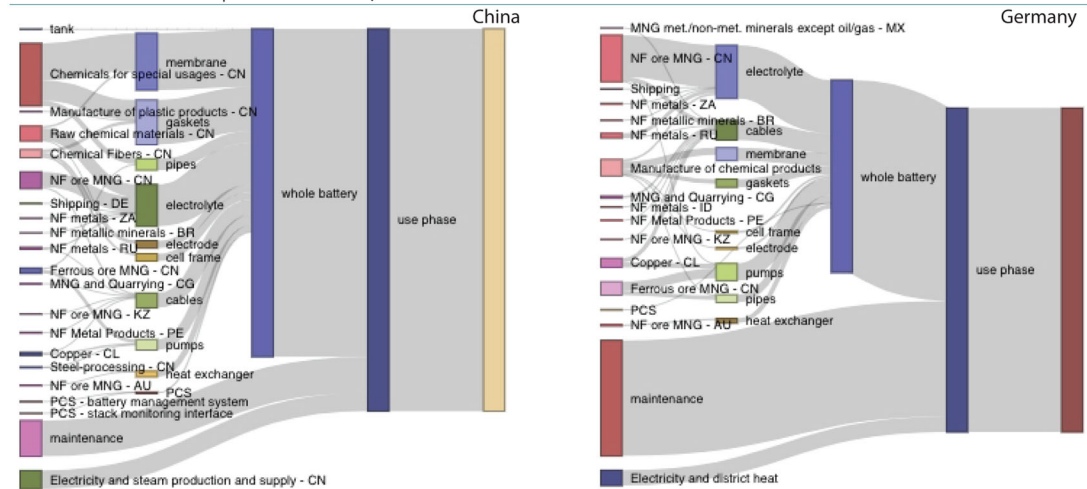 China
tank
membrane
Chemicals for special usages - CN
Manufacture of plastic products - CN
gaskets
Raw chemical materials - CN
Chemical Fibers - CN
pipes
NF ore MNG - CN
Shipping - DE
electrolyte
NF metals - ZA
NF metallic minerals - BR
electrode
NF metals - RU
cell frame
Ferrous ore MNG - CN
MNG and Quarrying - CG
cables
NF ore MNG - KZ
NF Metal Products - PE
pumps
Copper - CL
Steel-processing - CN
heat exchanger
NF ore MNG - AU
PCS
PCS - battery management system
PCS - stack monitoring interface
maintenance
Electricity and steam production and supply - CN
whole battery
use phase
Germany
MNG met./non-met. minerals except oil/gas - MX
NF ore MNG - CN
electrolyte
Shipping
NF metals - ZA
NF metallic minerals - BR
cables
NF metals - RU
membrane
Manufacture of chemical products
gaskets
MNG and Quarrying - CG
NF metals - ID
NF Metal Products - PE
cell frame
NF ore MNG - KZ
electrode
Copper - CL
pumps
Ferrous ore MNG - CN
pipes
PCS
heat exchanger
NF ore MNG - AU
maintenance
Electricity and district heat
whole battery
use phase